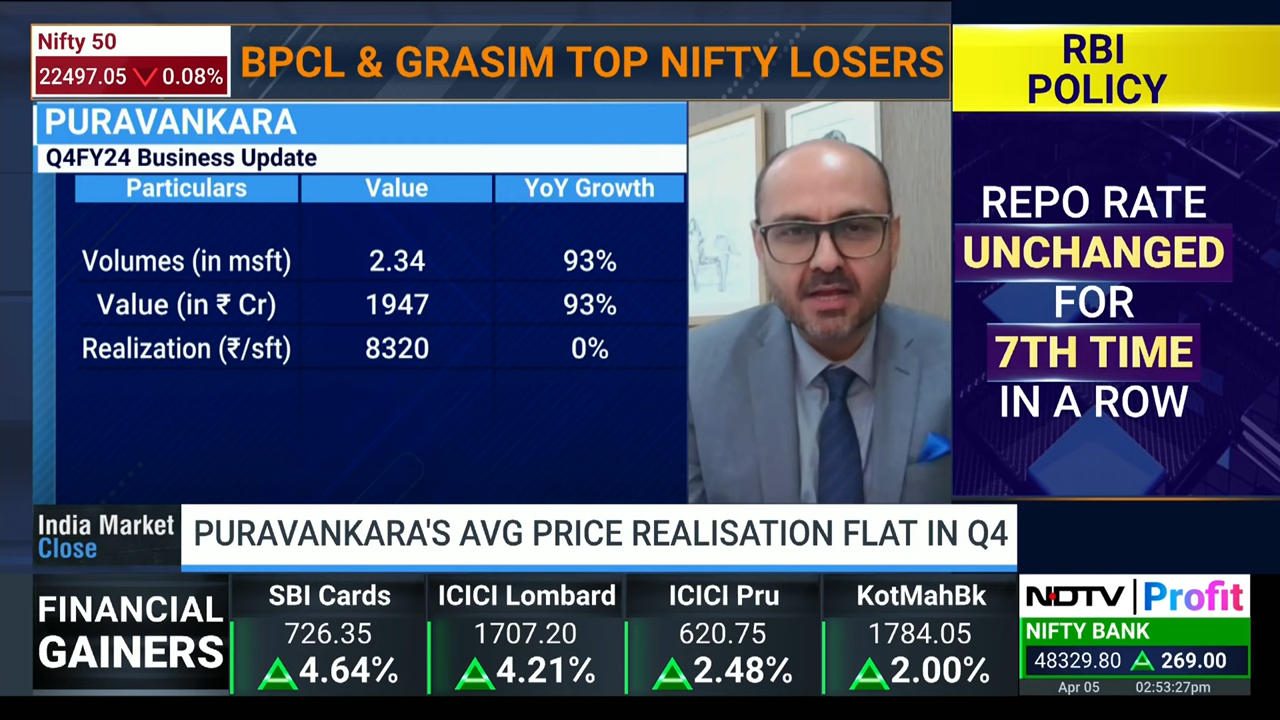 Nifty 50
22497.05 0.08%
BPCL & GRASIM TOP NIFTY LOSERS
RBI
POLICY
PURAVANKARA
Q4FY24 Business Update
Particulars Value YoY Growth
Volumes (in msft) 2.34 93%
Value (in ₹ Cr) 1947 93%
Realization (₹/sft) 8320 0%
REPO RATE
UNCHANGED
FOR
7TH TIME
IN A ROW
India Market
Close
PURAVANKARA'S AVG PRICE REALISATION FLAT IN Q4
FINANCIAL
GAINERS
SBI Cards
726.35
4.64%
ICICI Lombard
1707.20
4.21%
ICICI Pru
620.75
2.48%
KotMahBk
1784.05
2.00%
NDTV Profit
NIFTY BANK
48329.80 269.00
Apr 05 02:53:27pm